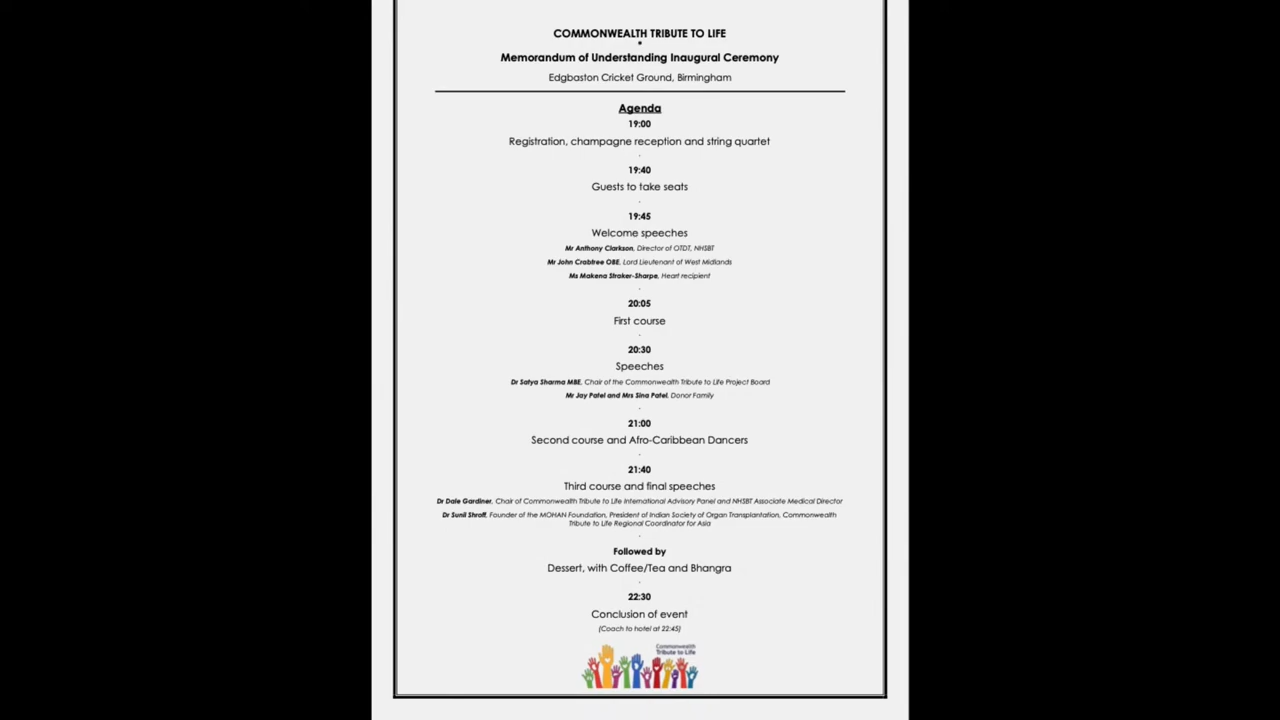 COMMONWEALTH TRIBUTE TO LIFE
*
Memorandum of Understanding Inaugural Ceremony
Edgbaston Cricket Ground, Birmingham
Agenda
19:00
Registration, champagne reception and string quartet
.
19:40
Guests to take seats
.
19:45
Welcome speeches
Mr Anthony Clarkson, Director of OTDT, NHSBT
Mr John Crabtree OBE, Lord Lieutenant of West Midlands
Ms Makena Straker-Sharpe, Heart recipient
.
20:05
First course
.
20:30
Speeches
Dr Satya Sharma MBE, Chair of the Commonwealth Tribute to Life Project Board
Mr Jay Patel and Mrs Sina Patel, Donor Family
.
21:00
Second course and Afro-Caribbean Dancers
.
21:40
Third course and final speeches
Dr Dale Gardiner, Chair of Commonwealth Tribute to Life International Advisory Panel and NHSBT Associate Medical Director
Dr Sunil Shroff, Founder of the MOHAN Foundation, President of Indian Society of Organ Transplantation, Commonwealth
Tribute to Life Regional Coordinator for Asia
.
Followed by
Dessert, with Coffee/Tea and Bhangra
.
22:30
Conclusion of event
(Coach to hotel at 22:45)
Commonwealth
Tribute to Life